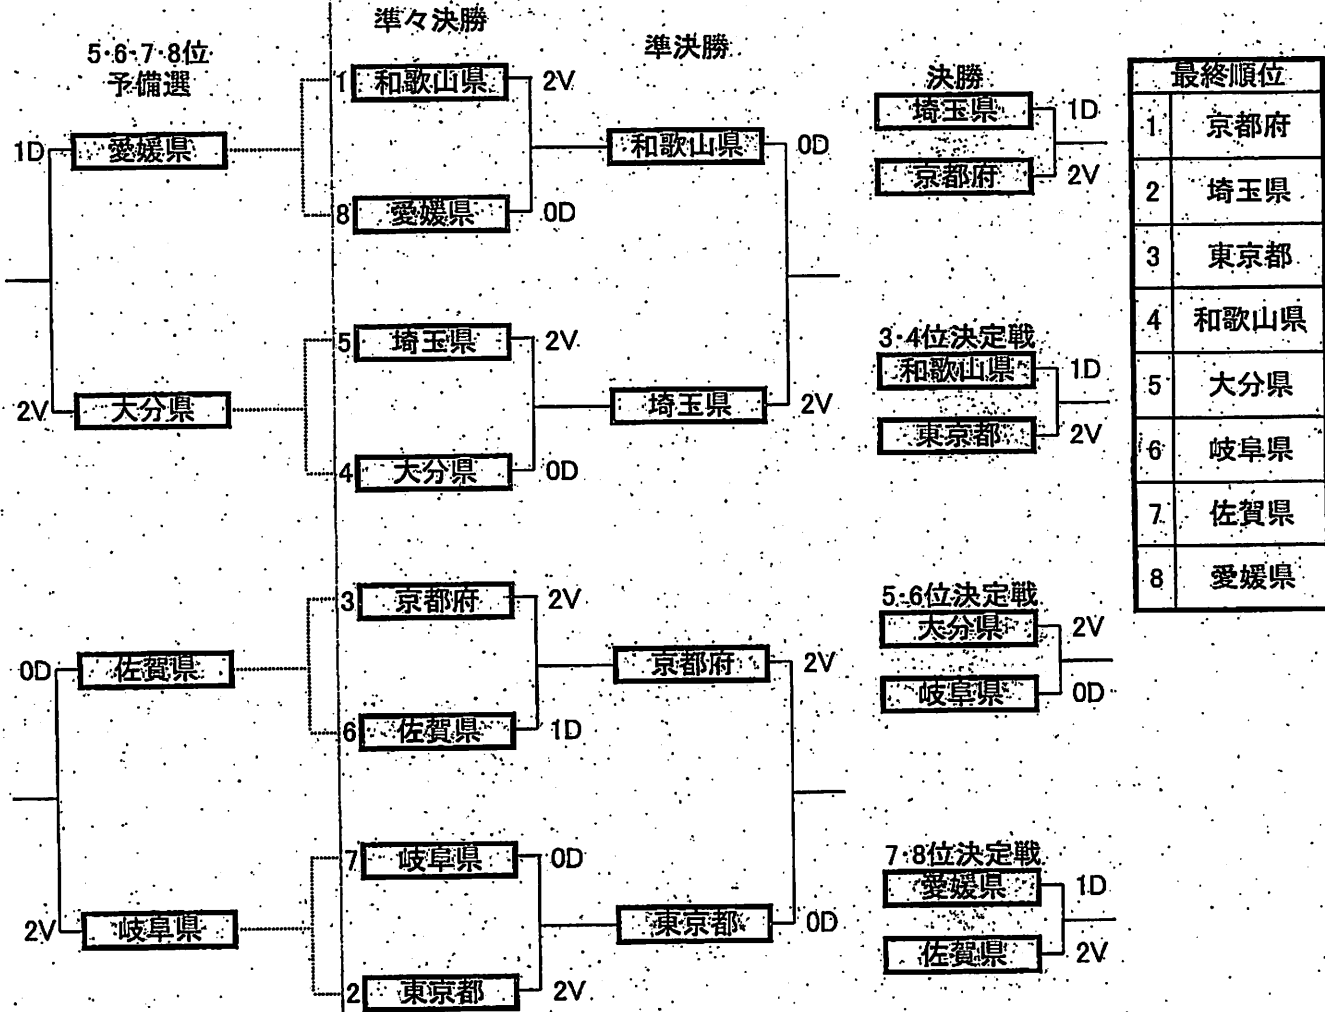 準々決勝
5·6·7·8位
予備選
準決勝
決勝
最終順位
1 和歌山県 2V
埼玉県 1D
1 京都府
1D 愛媛県
和歌山県 0D
京都府 2V
2 埼玉県
8 愛媛県 0D
3 東京都
4 和歌山県
5 埼玉県 2V
3·4位決定戦
和歌山県 1D
5 大分県
2V 大分県
埼玉県 2V
東京都 2V
6 岐阜県
4 大分県 0D
7 佐賀県
8 愛媛県
3 京都府 2V
5·6位決定戦
大分県 2V
0D 佐賀県
京都府 2V
岐阜県 0D
6 佐賀県 1D
7 岐阜県 0D
7·8位決定戦
愛媛県 1D
2V 岐阜県
東京都 0D
佐賀県 2V
2 東京都 2V